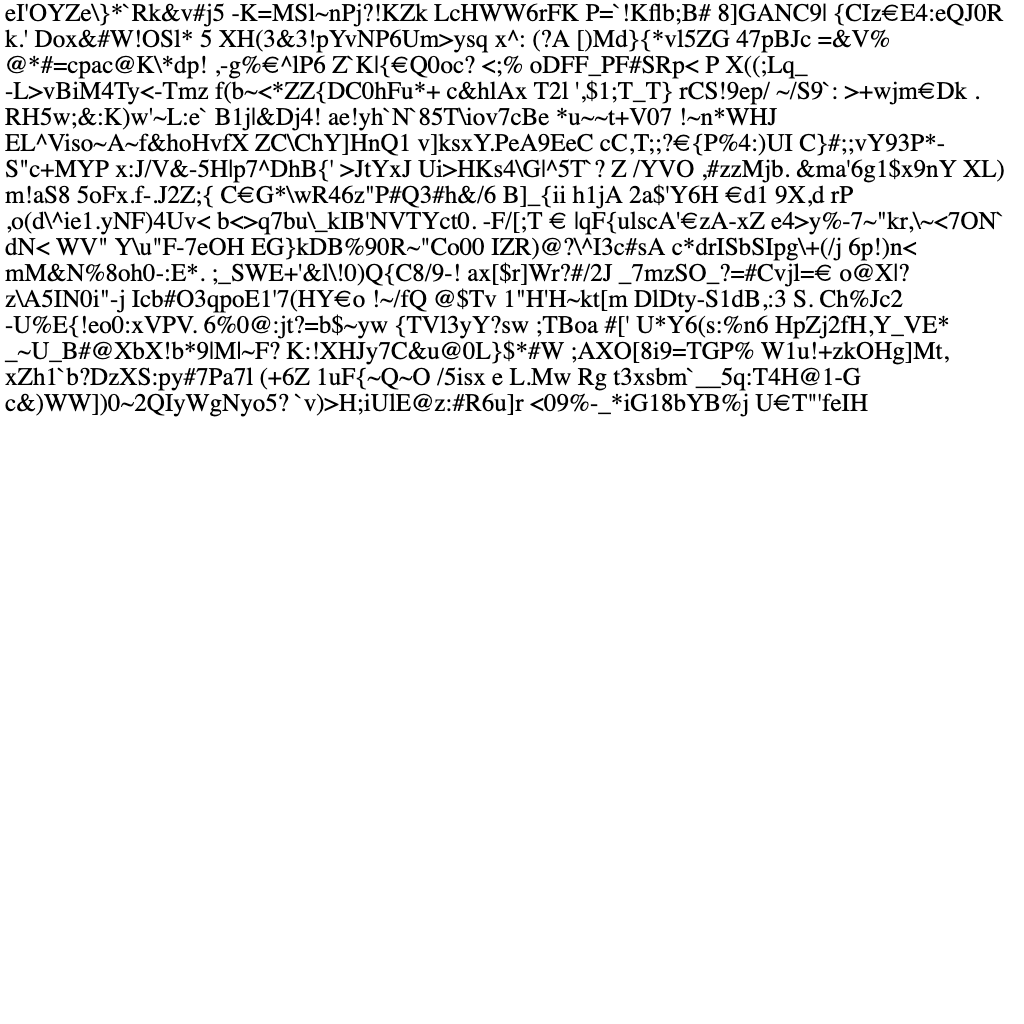 eI'OYZe\}*`Rk&v#j5 -K=MSl~nPj?!KZk LcHWW6rFK P=`!Kflb;B# 8]GANC9| {CIz€E4:eQJ0R
k.' Dox&#W!OSl* 5 XH(3&3!pYvNP6Um>ysq x^: (?A [)Md}{*vl5ZG 47pBJc =&V%
@*#=cpac@K\*dp! ,-g%€^lP6 Z`K|{€Q0oc? <;% oDFF_PF#SRp< P X((;Lq_
-L>vBiM4Ty<-Tmz f(b~<*ZZ{DC0hFu*+ c&hlAx T2l ',$1;T_T} rCS!9ep/ ~/S9`: >+wjm€Dk .
RH5w;&:K)w'~L:e` B1jl&Dj4! ae!yh`N`85T\iov7cBe *u~~t+V07 !~n*WHJ
EL^Viso~A~f&hoHvfX ZC\ChY]HnQ1 v]ksxY.PeA9EeC cC,T;;?€{P%4:)UI C}#;;vY93P*-
S"c+MYP x:J/V&-5H|p7^DhB{' >JtYxJ Ui>HKs4\G|^5T`? Z /YVO ,#zzMjb. &ma'6g1$x9nY XL)
m!aS8 5oFx.f-.J2Z;{ C€G*\wR46z"P#Q3#h&/6 B]_{ii h1jA 2a$'Y6H €d1 9X,d rP
,o(d\^ie1.yNF)4Uv< b<>q7bu\_kIB'NVTYct0. -F/[;T € |qF{ulscA'€zA-xZ e4>y%-7~"kr,\~<7ON`
dN< WV" Y\u"F-7eOH EG}kDB%90R~"Co00 IZR)@?\^I3c#sA c*drISbSIpg\+(/j 6p!)n<
mM&N%8oh0-:E*. ;_SWE+'&l\!0)Q{C8/9-! ax[$r]Wr?#/2J _7mzSO_?=#Cvjl=€ o@X|?
z\A5IN0i"-j Icb#O3qpoE1'7(HY€o !~/fQ @$Tv 1"H'H~kt[m DlDty-S1dB,:3 S. Ch%Jc2
-U%E{!eo0:xVPV. 6%0@:jt?=b$~yw {TVl3yY?sw ;TBoa #[' U*Y6(s:%n6 HpZj2fH,Y_VE*
_~U_B#@XbX!b*9|M|~F? K:!XHJy7C&u@0L}$*#W ;AXO[8i9=TGP% W1u!+zkOHg]Mt,
xZh1`b?DzXS:py#7Pa7l (+6Z 1uF{~Q~O /5isx e L.Mw Rg t3xsbm`__5q:T4H@1-G
c&)WW])0~2QIyWgNyo5? `v)>H;iUlE@z:#R6u]r <09%-_*iG18bYB%j U€T"'feIH